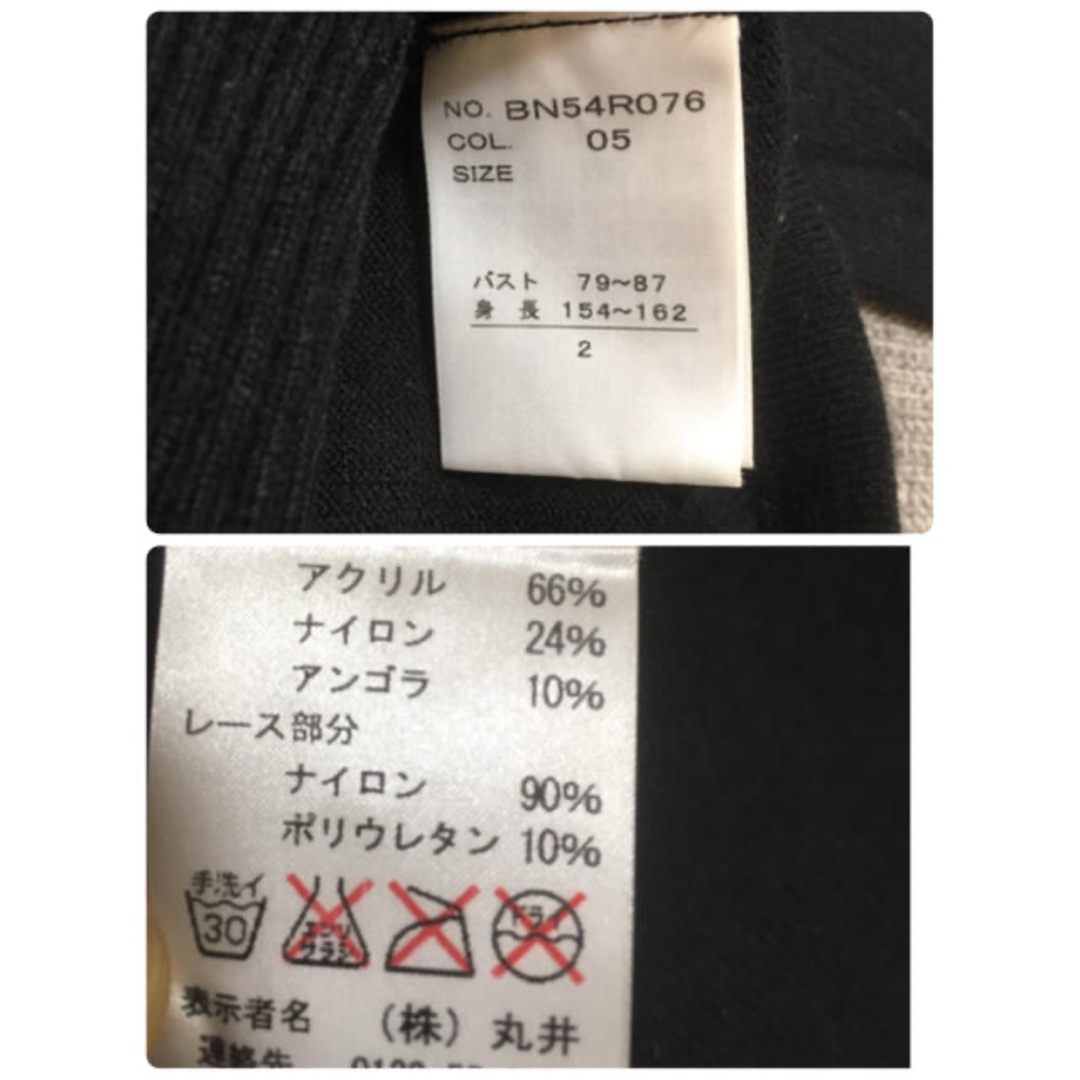 NO. BN54R076
COL. 05
SIZE
バスト 79〜87
身長 154〜162
2
アクリル 66%
ナイロン 24%
アンゴラ 10%
レース部分
ナイロン 90%
ポリウレタン 10%
手洗イ
30
エンソ
サラシ
ドライ
表示者名 (株) 丸井
連絡先